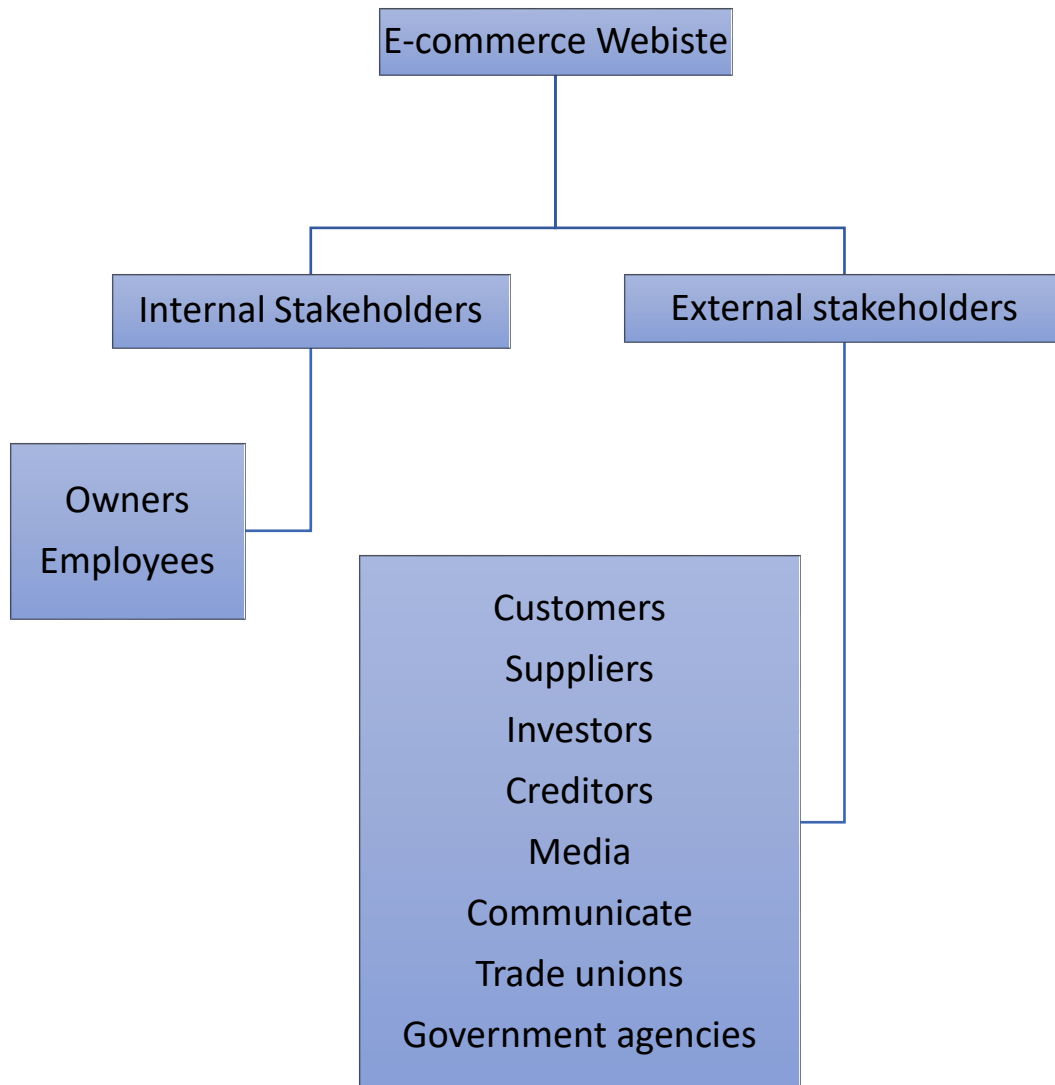 E-commerce Webiste
Internal Stakeholders
External stakeholders
Owners
Employees
Customers
Suppliers
Investors
Creditors
Media
Communicate
Trade unions
Government agencies